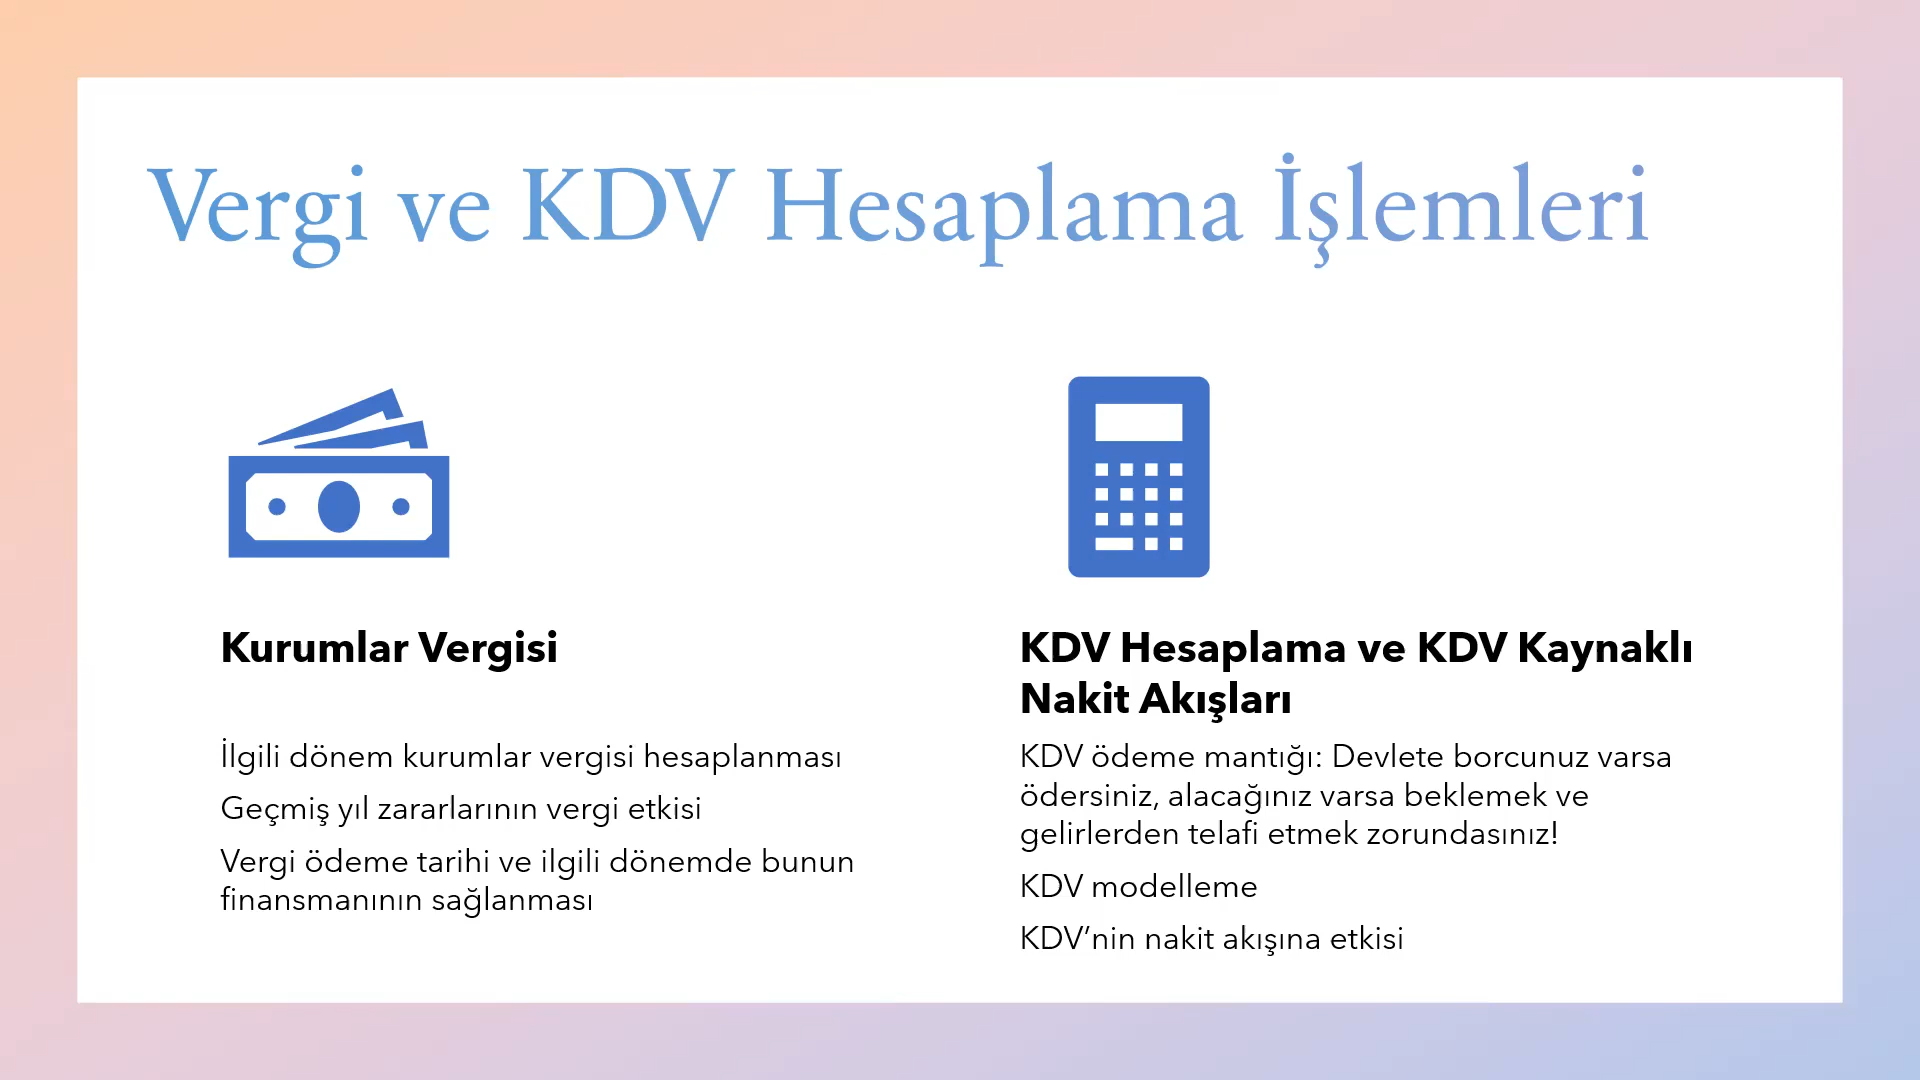 Vergi ve KDV Hesaplama İşlemleri
Kurumlar Vergisi
İlgili dönem kurumlar vergisi hesaplanması
Geçmiş yıl zararlarının vergi etkisi
Vergi ödeme tarihi ve ilgili dönemde bunun
finansmanının sağlanması
KDV Hesaplama ve KDV Kaynaklı
Nakit Akışları
KDV ödeme mantığı: Devlete borcunuz varsa
ödersiniz, alacağınız varsa beklemek ve
gelirlerden telafi etmek zorundasınız!
KDV modelleme
KDV’nin nakit akışına etkisi